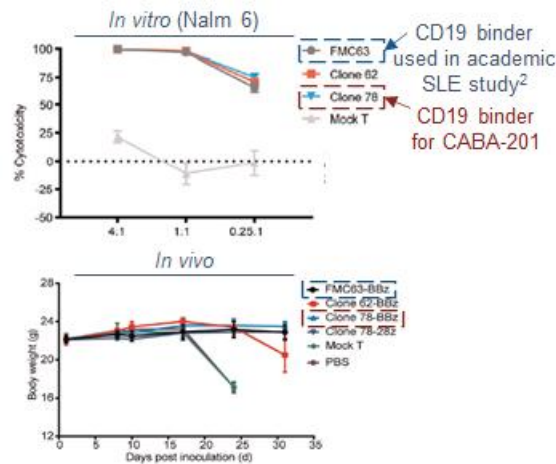 In vitro (Nalm 6)
100
75
50
25
0
-25
-50
% Cytotoxicity
4:1
1:1
0.25:1
FMC63
Clone 62
Clone 78
Mock T
CD19 binder
used in academic
SLE study2
CD19 binder
for CABA-201
In vivo
28
24
20
16
12
Body weight (g)
0
5
10
15
20
25
30
35
Days post inoculation (d)
FMC63-BBz
Clone 62-BBz
Clone 78-BBz
Clone 78-28z
Mock T
PBS